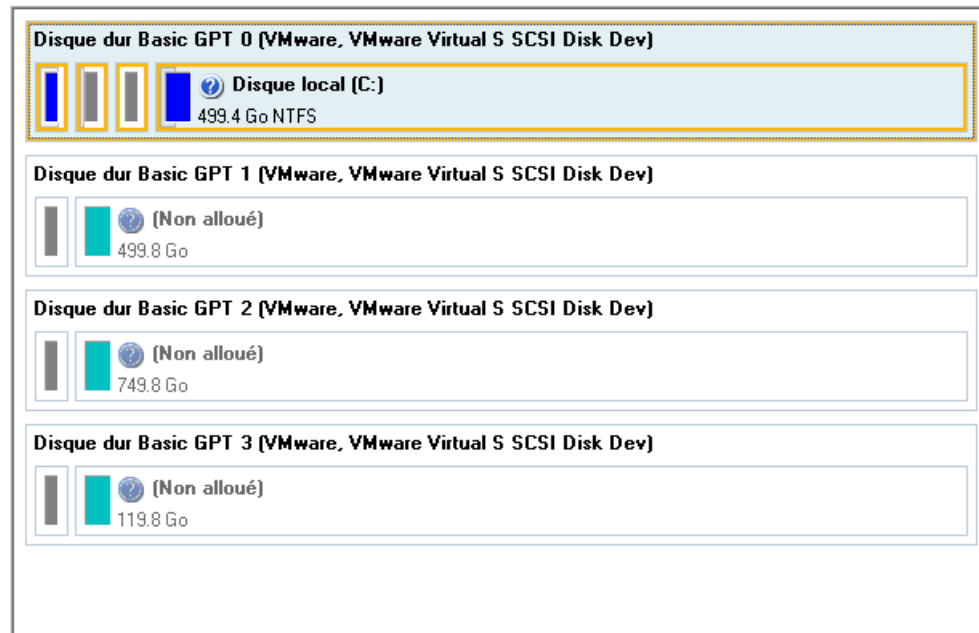 Disque dur Basic GPT 0 (VMware, VMware Virtual S SCSI Disk Dev)
Disque local (C:)
499.4 Go NTFS
Disque dur Basic GPT 1 (VMware, VMware Virtual S SCSI Disk Dev)
(Non alloué)
499.8 Go
Disque dur Basic GPT 2 (VMware, VMware Virtual S SCSI Disk Dev)
(Non alloué)
749.8 Go
Disque dur Basic GPT 3 (VMware, VMware Virtual S SCSI Disk Dev)
(Non alloué)
119.8 Go